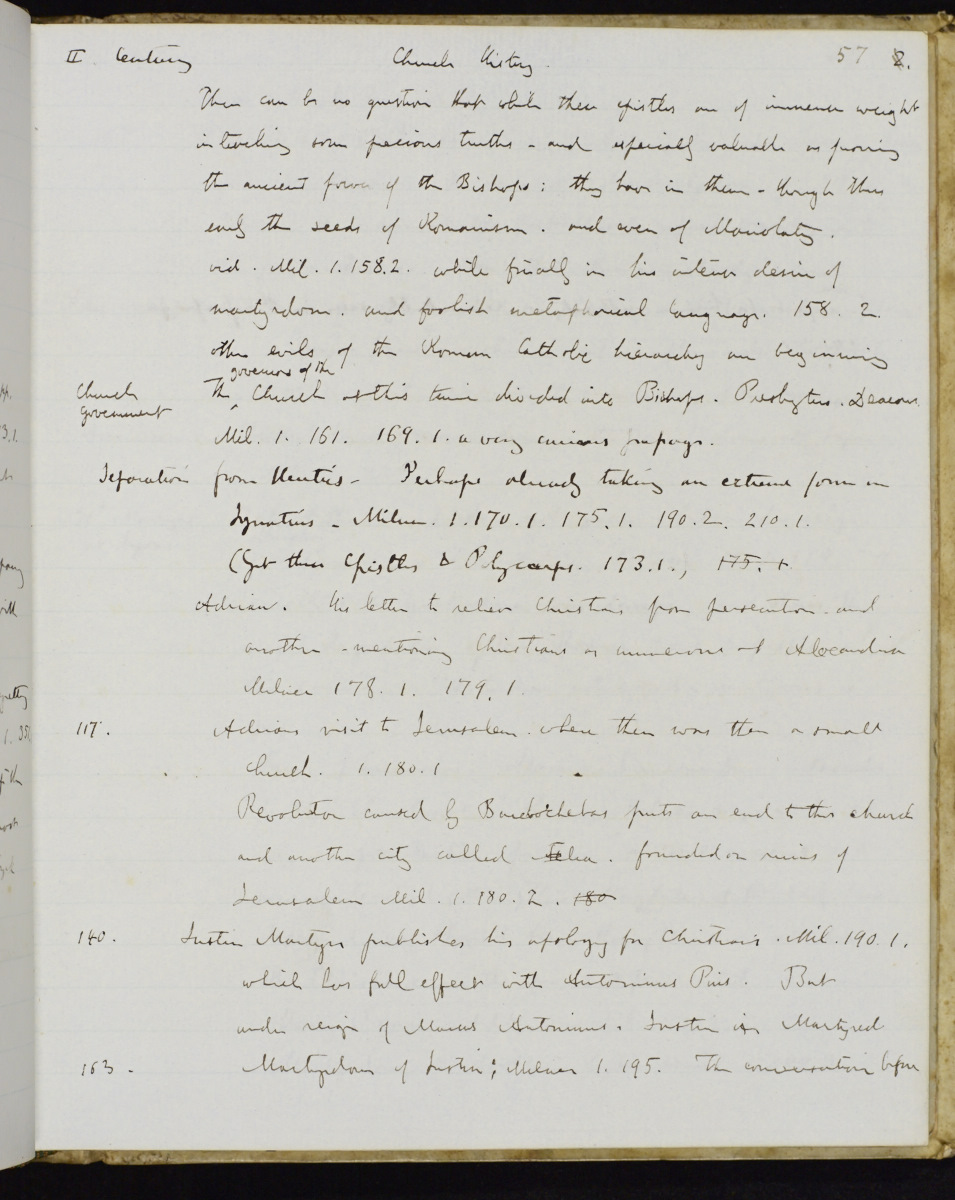 II Century Church History. 57 2.
There can be no question that while these epistles are of immense weight
in teaching some precious truths - and especially valuable as proving
the ancient power of the Bishops: they have in them - though thus
early the seeds of Romanism. and even of Mariolatry.
vid. Mil. 1. 158. 2. while finally in his intense desire of
martyrdom. and foolish metaphorical language. 158. 2.
other evils of the Roman Catholic hierarchy are beginning
governors of the
Church The Church at this time divided into Bishops. Presbyters. Deacons.
government
Mil. 1. 161. 169. 1. a very curious
Separation from Heretics - Perhaps already taking an extreme form in
Ignatius - Milner. 1. 170. 1. 175. 1. 190. 2. 210. 1.
(Get these Epistles & Polycarps. 173. 1., 175. 1.
Adrian. His letter to relieve Christians from persecution. and
another - mentioning Christians as numerous at Alexandria
Milner 178. 1. 179. 1.
117. Adrians visit to Jerusalem. where there was then a small
church. 1. 180. 1
Revolution caused by Barchochebas puts an end to this church
and another city called Aelia. founded on ruins of
Jerusalem Mil. 1. 180. 2. 180
140. Justin Martyr publishes his apology for Christians. Mil. 190. 1.
which has full effect with Antoninus Pius. But
under reign of Marcus Antoninus. Justin is Martyred
163. Martyrdom of Justin; Milner 1. 195. The conversation before